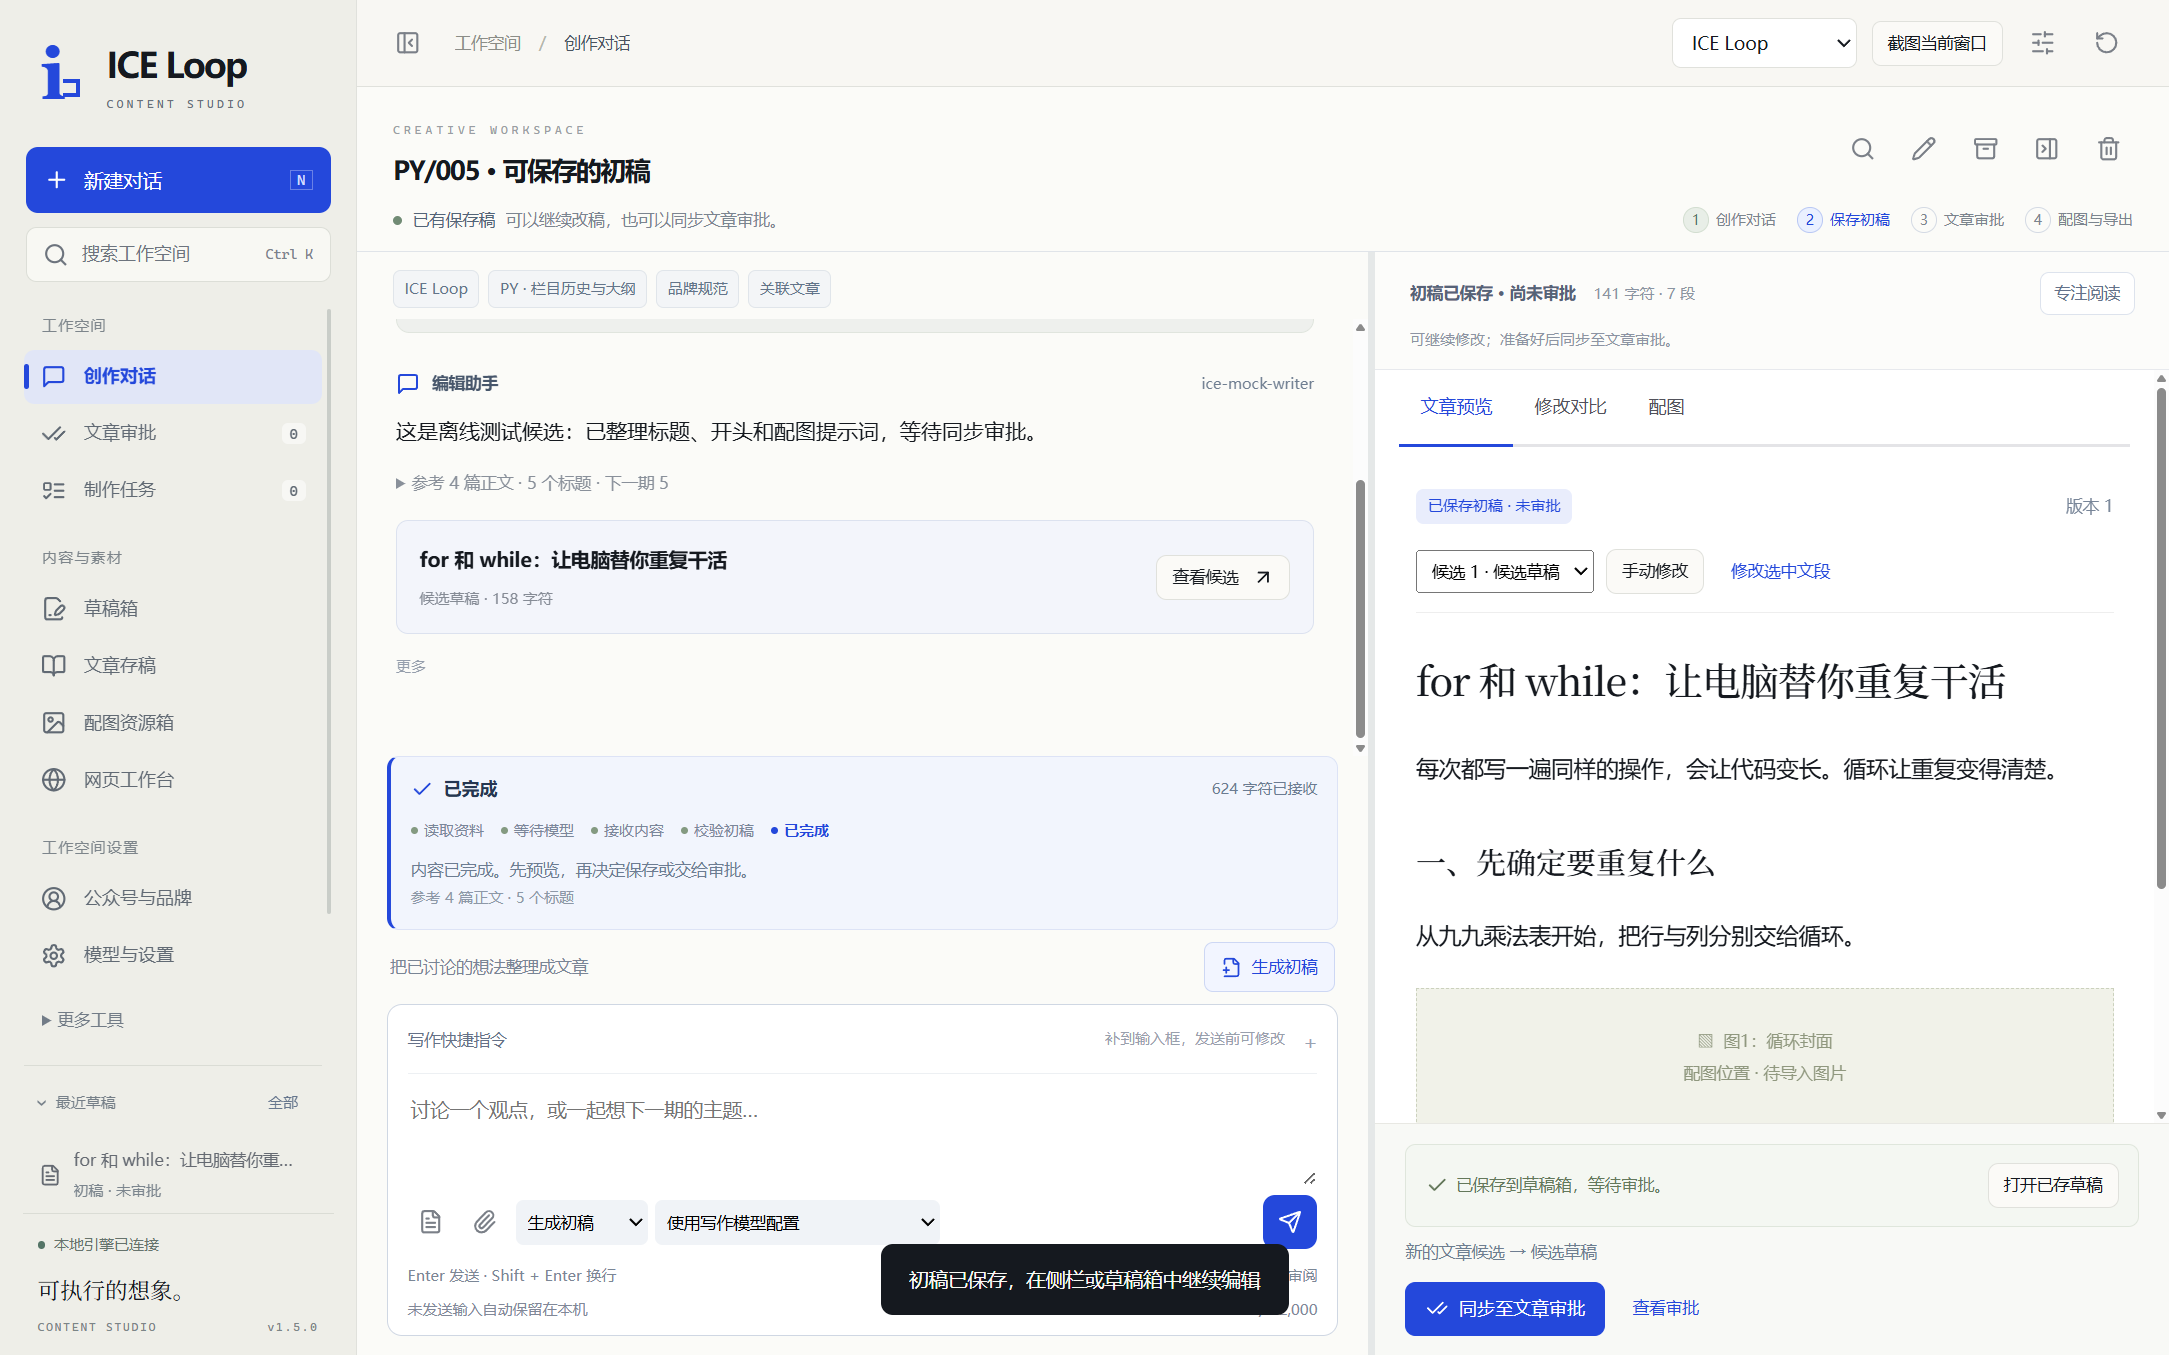 ICE Loop
CONTENT STUDIO
新建对话 N
搜索工作空间 Ctrl K
工作空间
创作对话
文章审批 0
制作任务 0
内容与素材
草稿箱
文章存稿
配图资源箱
网页工作台
工作空间设置
公众号与品牌
模型与设置
更多工具
最近草稿 全部
for 和 while：让电脑替你重...
初稿 · 未审批
本地引擎已连接
可执行的想象。
CONTENT STUDIO v1.5.0
工作空间 / 创作对话
ICE Loop
截图当前窗口
CREATIVE WORKSPACE
PY/005 • 可保存的初稿
已有保存稿 可以继续改稿，也可以同步文章审批。
1 创作对话 2 保存初稿 3 文章审批 4 配图与导出
ICE Loop
PY · 栏目历史与大纲
品牌规范
关联文章
编辑助手 ice-mock-writer
这是离线测试候选：已整理标题、开头和配图提示词，等待同步审批。
参考 4 篇正文 · 5 个标题 · 下一期 5
for 和 while：让电脑替你重复干活
候选草稿 · 158 字符
查看候选
更多
已完成 624 字符已接收
读取资料 等待模型 接收内容 校验初稿 已完成
内容已完成。先预览，再决定保存或交给审批。
参考 4 篇正文 · 5 个标题
把已讨论的想法整理成文章
生成初稿
写作快捷指令 补到输入框，发送前可修改 +
讨论一个观点，或一起想下一期的主题...
生成初稿
使用写作模型配置
Enter 发送 · Shift + Enter 换行 审阅
未发送输入自动保留在本机 ,000
初稿已保存，在侧栏或草稿箱中继续编辑
初稿已保存 • 尚未审批 141 字符 · 7 段
专注阅读
可继续修改；准备好后同步至文章审批。
文章预览 修改对比 配图
已保存初稿 · 未审批 版本 1
候选 1 · 候选草稿
手动修改
修改选中文段
for 和 while：让电脑替你重复干活
每次都写一遍同样的操作，会让代码变长。循环让重复变得清楚。
一、先确定要重复什么
从九九乘法表开始，把行与列分别交给循环。
▧ 图1：循环封面
配图位置 · 待导入图片
已保存到草稿箱，等待审批。
打开已存草稿
新的文章候选 → 候选草稿
同步至文章审批
查看审批